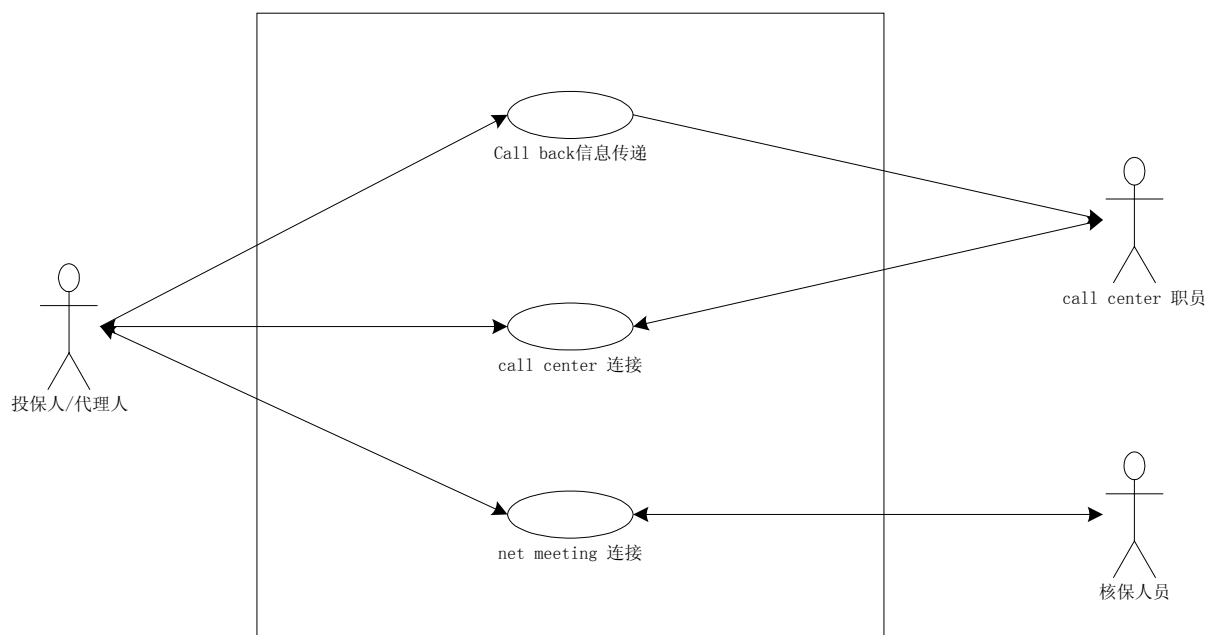 Call back信息传递
call center 职员
call center 连接
投保人/代理人
net meeting 连接
核保人员